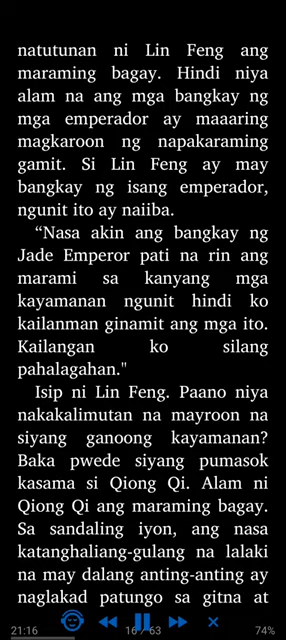 natutunan ni Lin Feng ang
maraming bagay. Hindi niya
alam na ang mga bangkay ng
mga emperador ay maaaring
magkaroon ng napakaraming
gamit. Si Lin Feng ay may
bangkay ng isang emperador,
ngunit ito ay naiiba.
“Nasa akin ang bangkay ng
Jade Emperor pati na rin ang
marami sa kanyang mga
kayamanan ngunit hindi ko
kailanman ginamit ang mga ito.
Kailangan ko silang
pahalagahan."
Isip ni Lin Feng. Paano niya
nakakalimutan na mayroon na
siyang ganoong kayamanan?
Baka pwede siyang pumasok
kasama si Qiong Qi. Alam ni
Qiong Qi ang maraming bagay.
Sa sandaling iyon, ang nasa
katanghaliang-gulang na lalaki
na may dalang anting-anting ay
naglakad patungo sa gitna at
21:16 16 / 63 74%